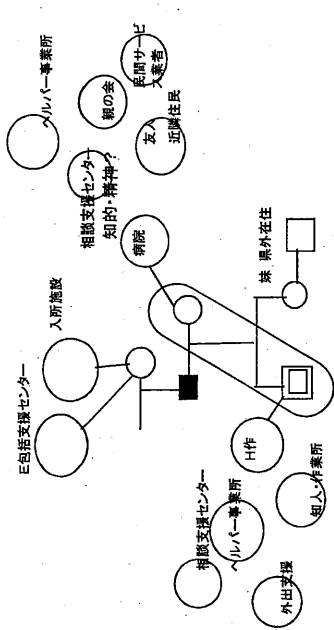 ヘルパー事業所
親の会
民間サービ
ス業者
相談支援センター
知的・精神?
友人
近隣住民
入所施設
病院
E包括支援センター
妹 県外在住
H作
相談支援センター
ヘルパー事業所
知人・作業所
外出支援